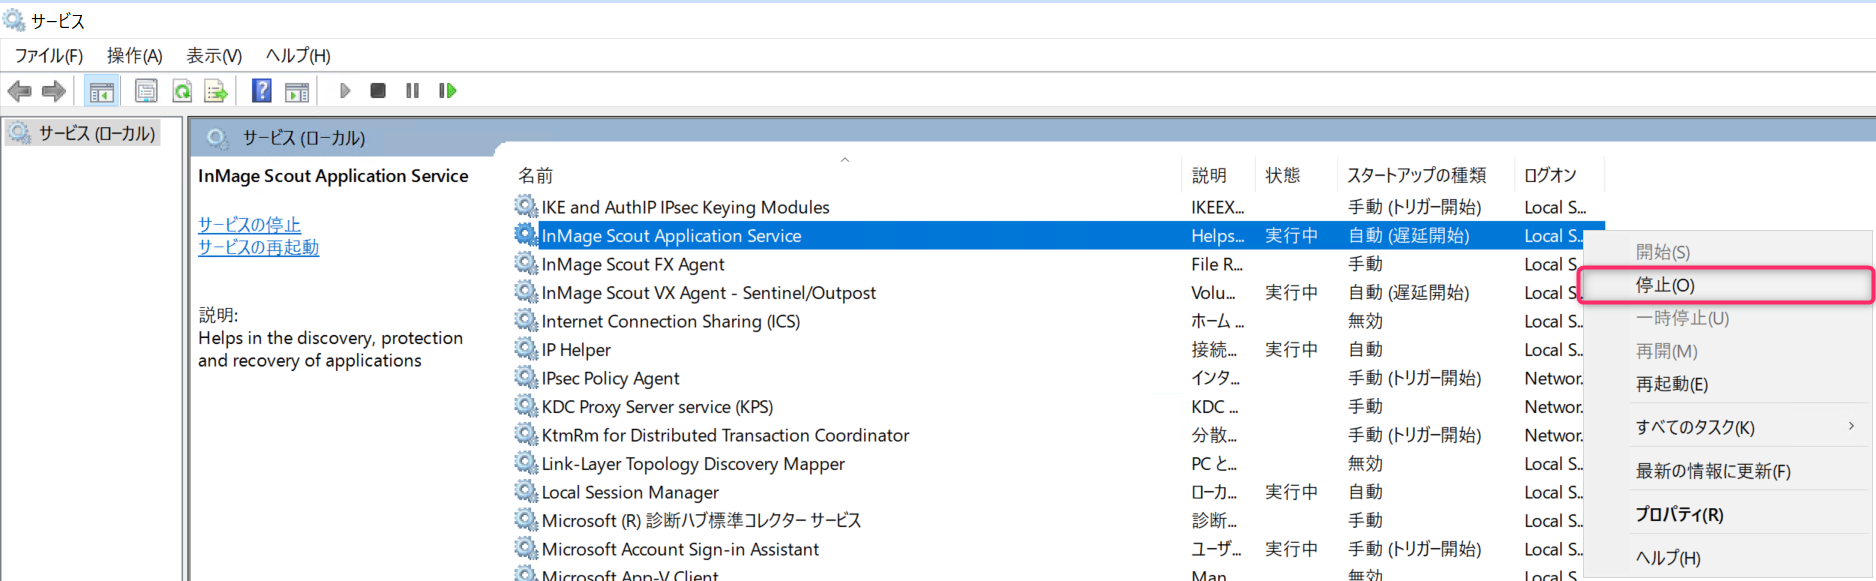 サービス
ファイル(F) 操作(A) 表示(V) ヘルプ(H)
サービス (ローカル)
サービス (ローカル)
InMage Scout Application Service
サービスの停止
サービスの再起動
説明:
Helps in the discovery, protection
and recovery of applications
名前 説明 状態 スタートアップの種類 ログオン
IKE and AuthIP IPsec Keying Modules IKEEX... 手動 (トリガー開始) Local S...
InMage Scout Application Service Helps... 実行中 自動 (遅延開始) Local S...
InMage Scout FX Agent File R... 手動 Local S...
InMage Scout VX Agent - Sentinel/Outpost Volu... 実行中 自動 (遅延開始) Local S...
Internet Connection Sharing (ICS) ホーム ... 無効 Local S...
IP Helper 接続... 実行中 自動 Local S...
IPsec Policy Agent インタ... 手動 (トリガー開始) Networ...
KDC Proxy Server service (KPS) KDC ... 手動 Networ...
KtmRm for Distributed Transaction Coordinator 分散... 手動 (トリガー開始) Networ...
Link-Layer Topology Discovery Mapper PC と... 無効 Local S...
Local Session Manager ローカ... 実行中 自動 Local S...
Microsoft (R) 診断ハブ標準コレクター サービス 診断... 手動 Local S...
Microsoft Account Sign-in Assistant ユーザ... 実行中 手動 (トリガー開始) Local S...
Microsoft App-V Client Man... 無効 Local S...
開始(S)
停止(O)
一時停止(U)
再開(M)
再起動(E)
すべてのタスク(K)
最新の情報に更新(F)
プロパティ(R)
ヘルプ(H)